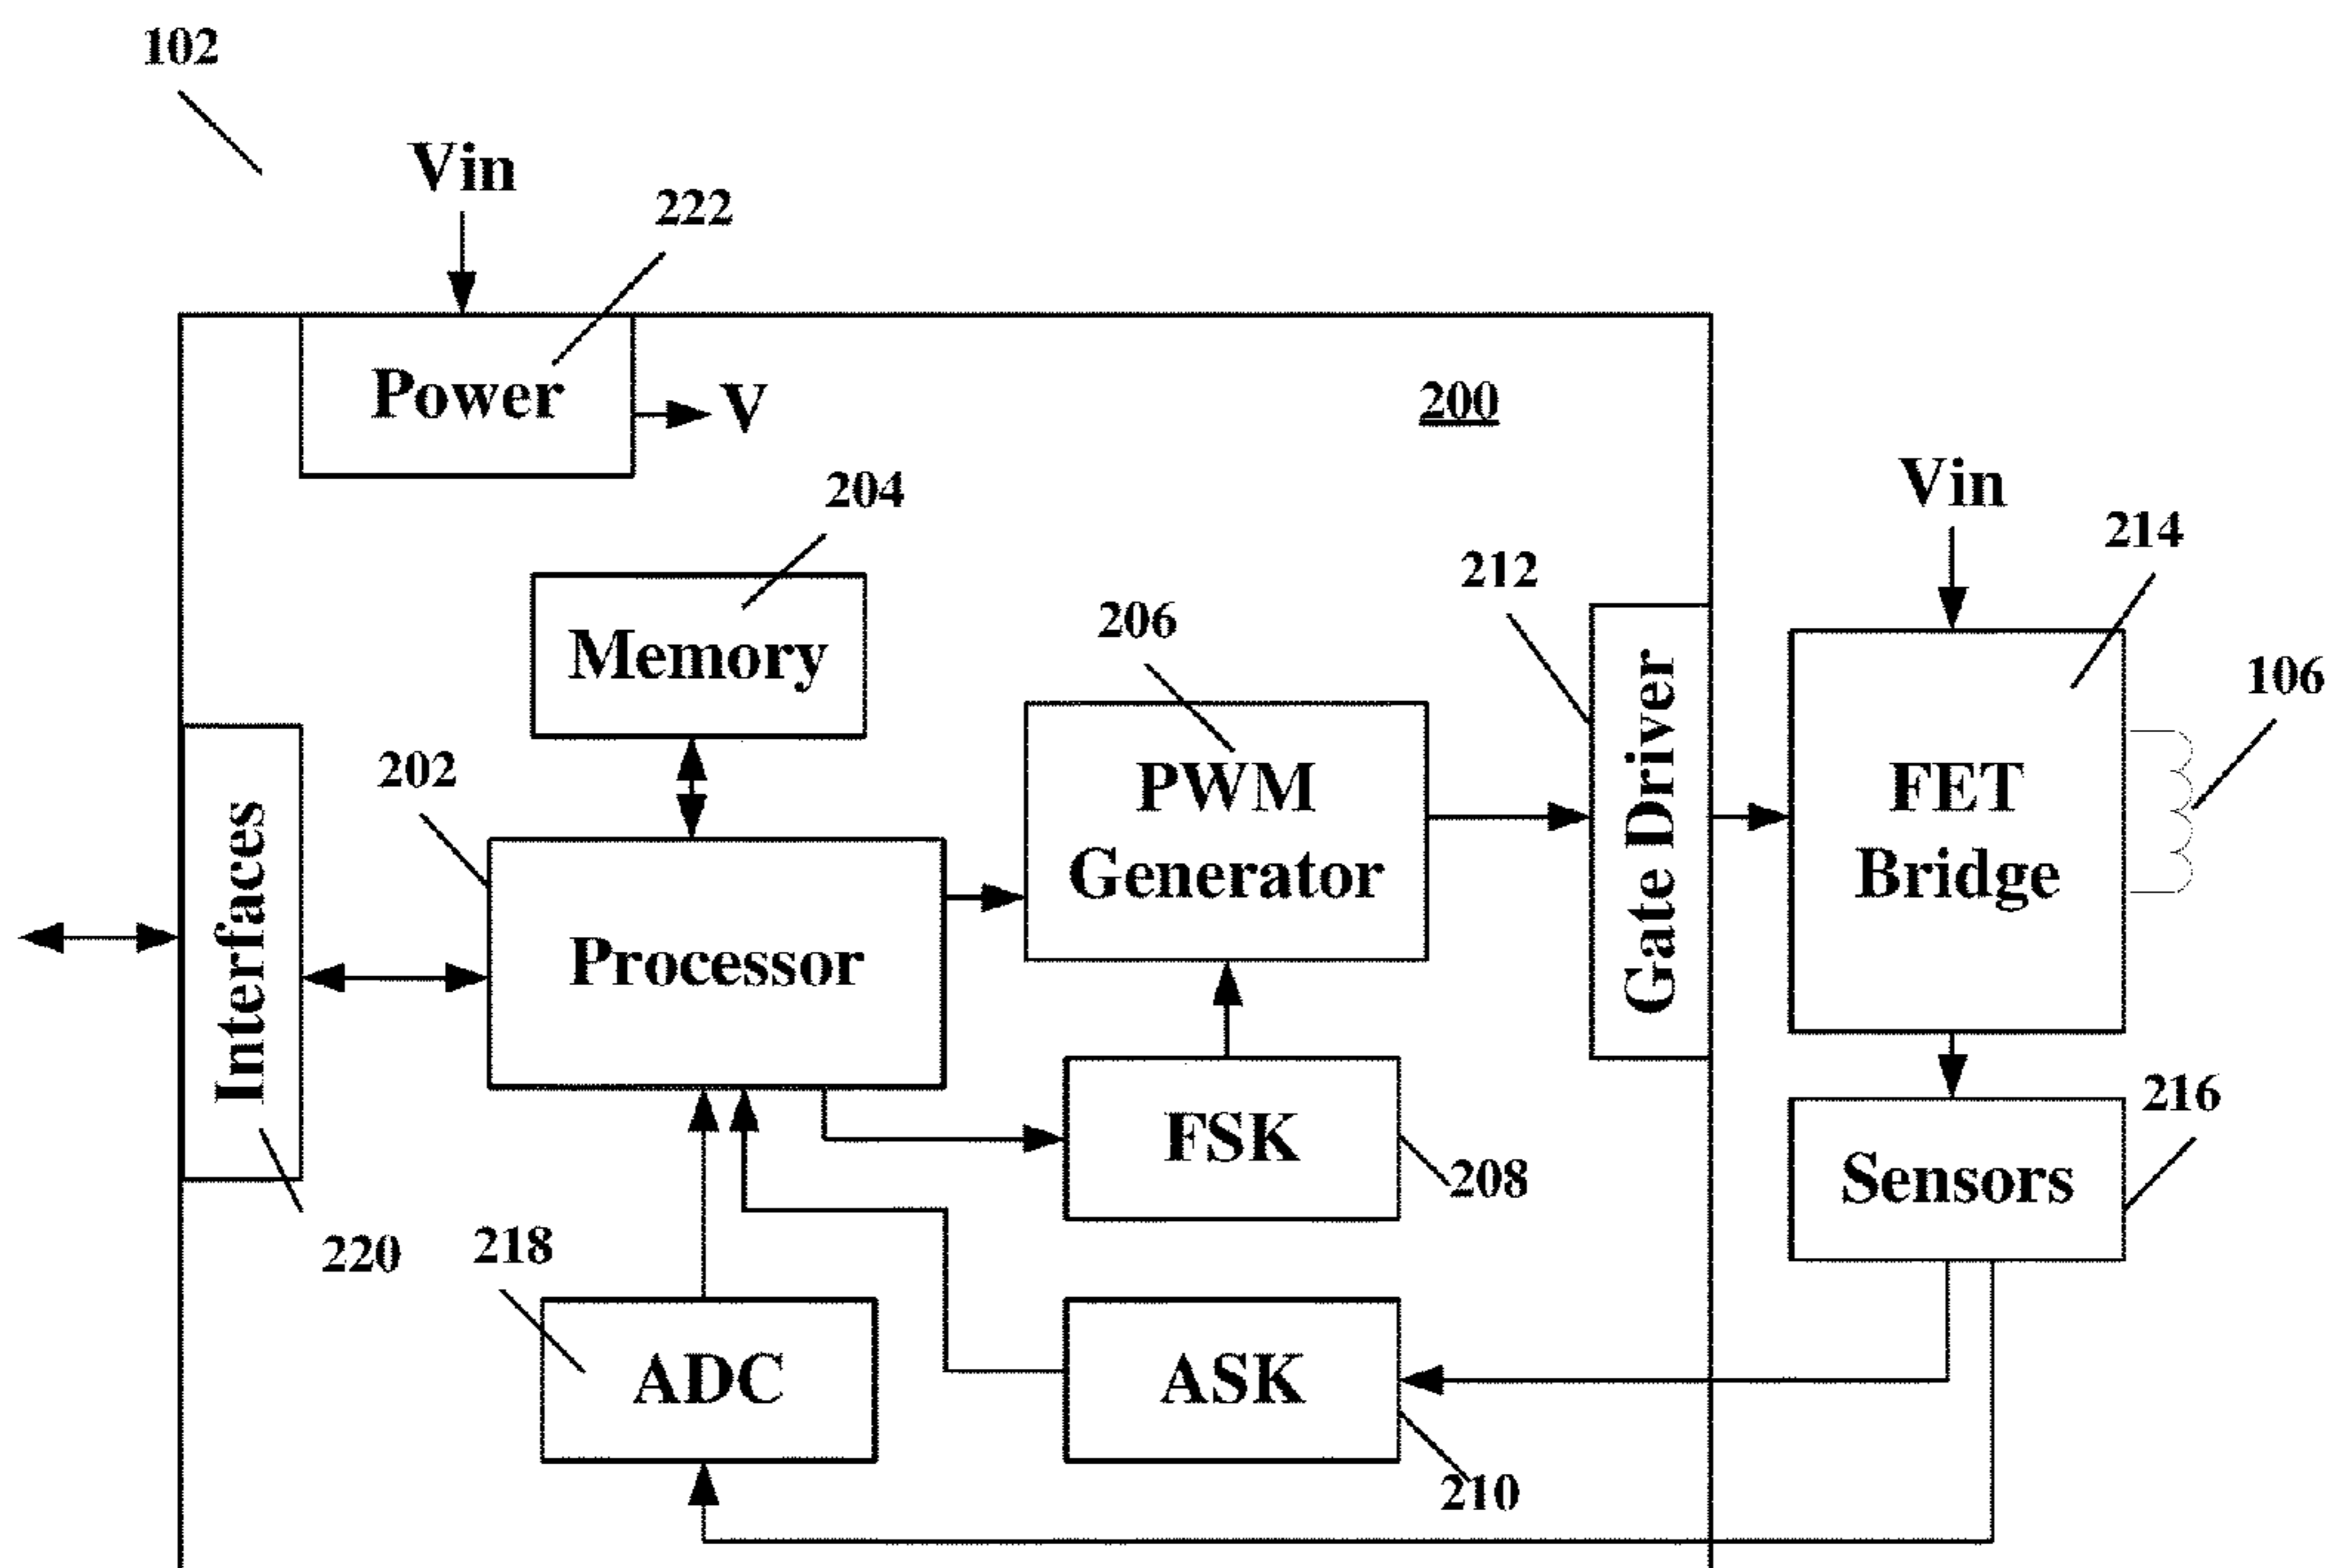 102
Vin
222
Power
V
200
204
Memory
Vin
214
212
206
106
202
PWM
Generator
Gate Driver
FET
Bridge
Interfaces
Processor
FSK
208
216
Sensors
220
218
ADC
ASK
210